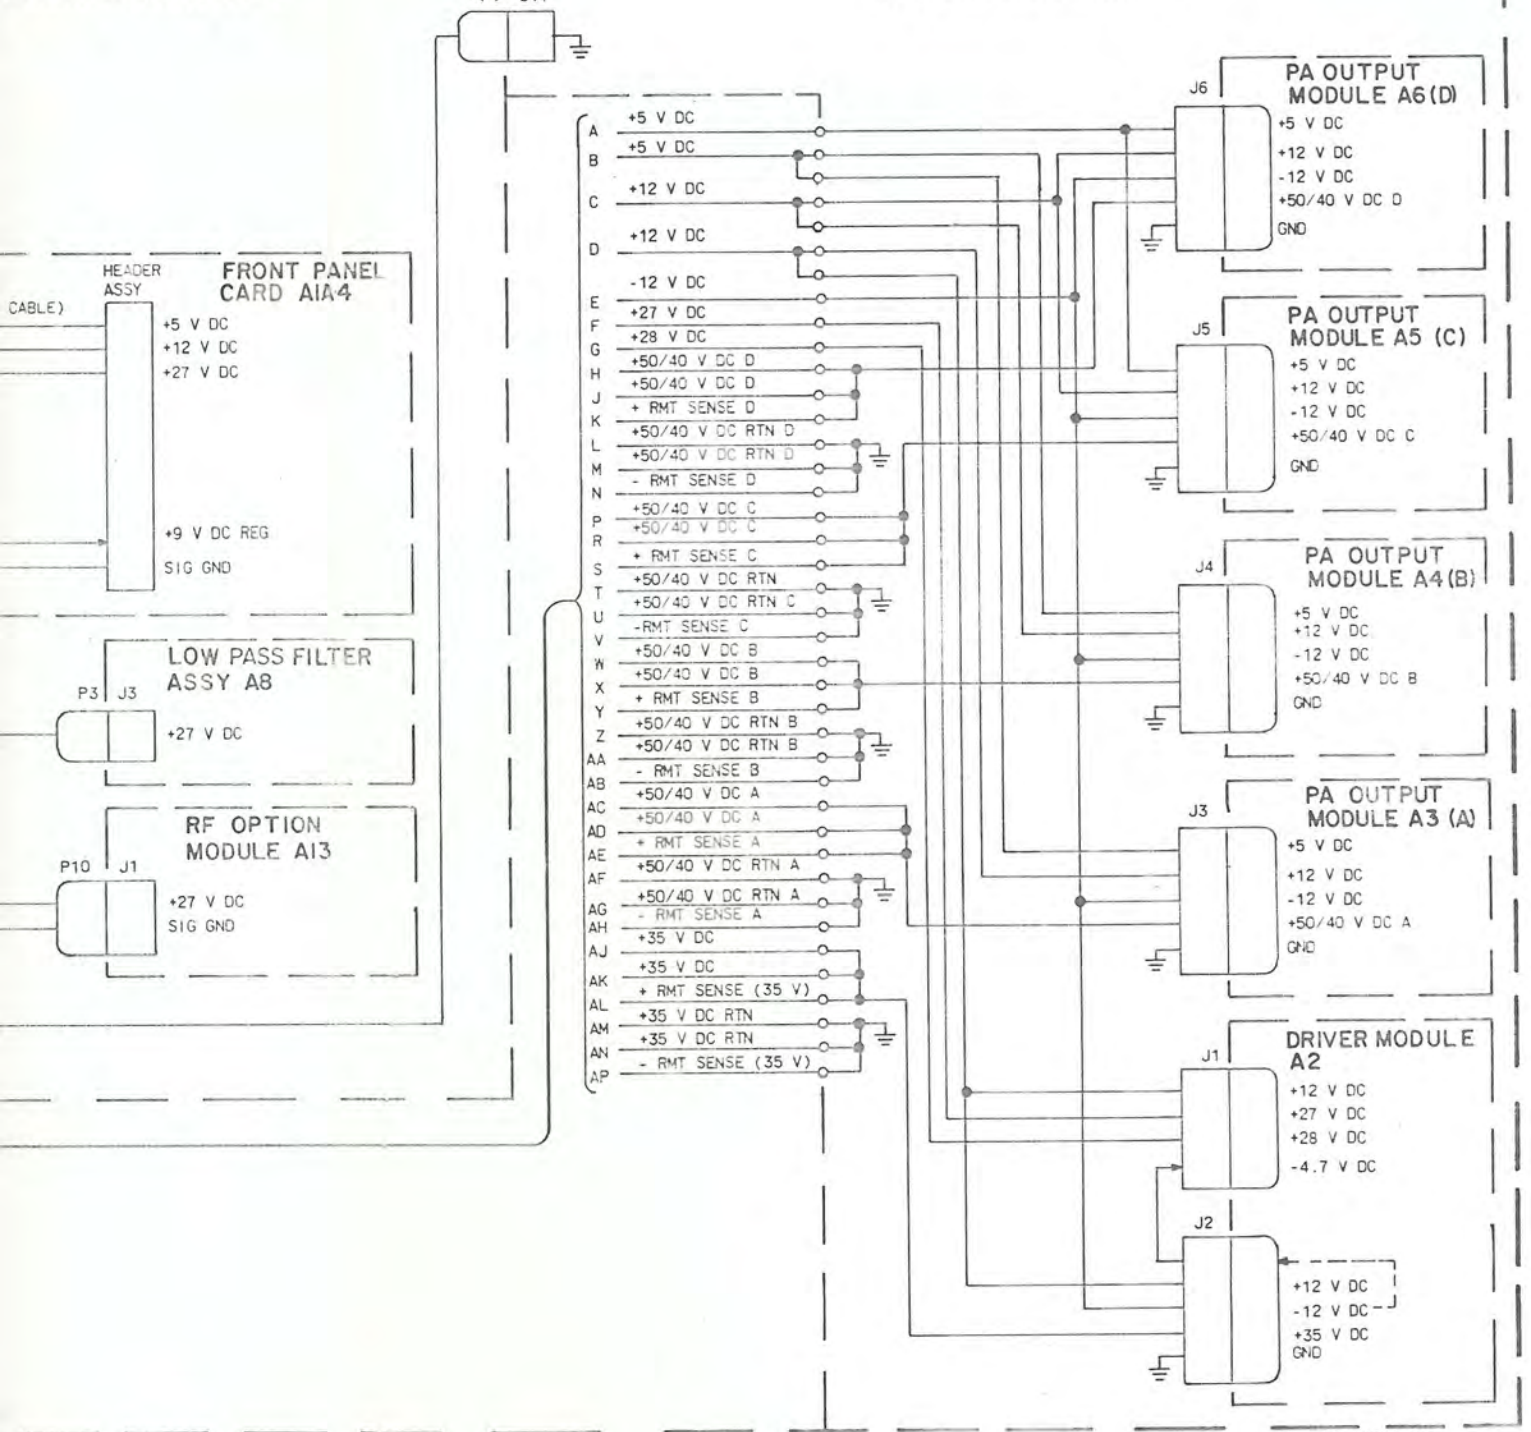 CABLE)
HEADER
ASSY
FRONT PANEL
CARD A1A4
+5 V DC
+12 V DC
+27 V DC
+9 V DC REG
SIG GND
LOW PASS FILTER
ASSY A8
P3 J3
+27 V DC
RF OPTION
MODULE A13
P10 J1
+27 V DC
SIG GND
A +5 V DC
B +5 V DC
C +12 V DC
D +12 V DC
E -12 V DC
F +27 V DC
G +28 V DC
H +50/40 V DC D
J +50/40 V DC D
K + RMT SENSE D
L +50/40 V DC RTN D
M +50/40 V DC RTN D
N - RMT SENSE D
P +50/40 V DC C
R +50/40 V DC C
S + RMT SENSE C
T +50/40 V DC RTN
U +50/40 V DC RTN C
V -RMT SENSE C
W +50/40 V DC B
X +50/40 V DC B
Y + RMT SENSE B
Z +50/40 V DC RTN B
AA +50/40 V DC RTN B
AB - RMT SENSE B
AC +50/40 V DC A
AD +50/40 V DC A
AE + RMT SENSE A
AF +50/40 V DC RTN A
AG +50/40 V DC RTN A
AH - RMT SENSE A
AJ +35 V DC
AK +35 V DC
AL + RMT SENSE (35 V)
AM +35 V DC RTN
AN +35 V DC RTN
AP - RMT SENSE (35 V)
J6
PA OUTPUT
MODULE A6(D)
+5 V DC
+12 V DC
-12 V DC
+50/40 V DC D
GND
J5
PA OUTPUT
MODULE A5 (C)
+5 V DC
+12 V DC
-12 V DC
+50/40 V DC C
GND
J4
PA OUTPUT
MODULE A4(B)
+5 V DC
+12 V DC
-12 V DC
+50/40 V DC B
GND
J3
PA OUTPUT
MODULE A3 (A)
+5 V DC
+12 V DC
-12 V DC
+50/40 V DC A
GND
DRIVER MODULE
A2
J1
+12 V DC
+27 V DC
+28 V DC
-4.7 V DC
J2
+12 V DC
-12 V DC
+35 V DC
GND